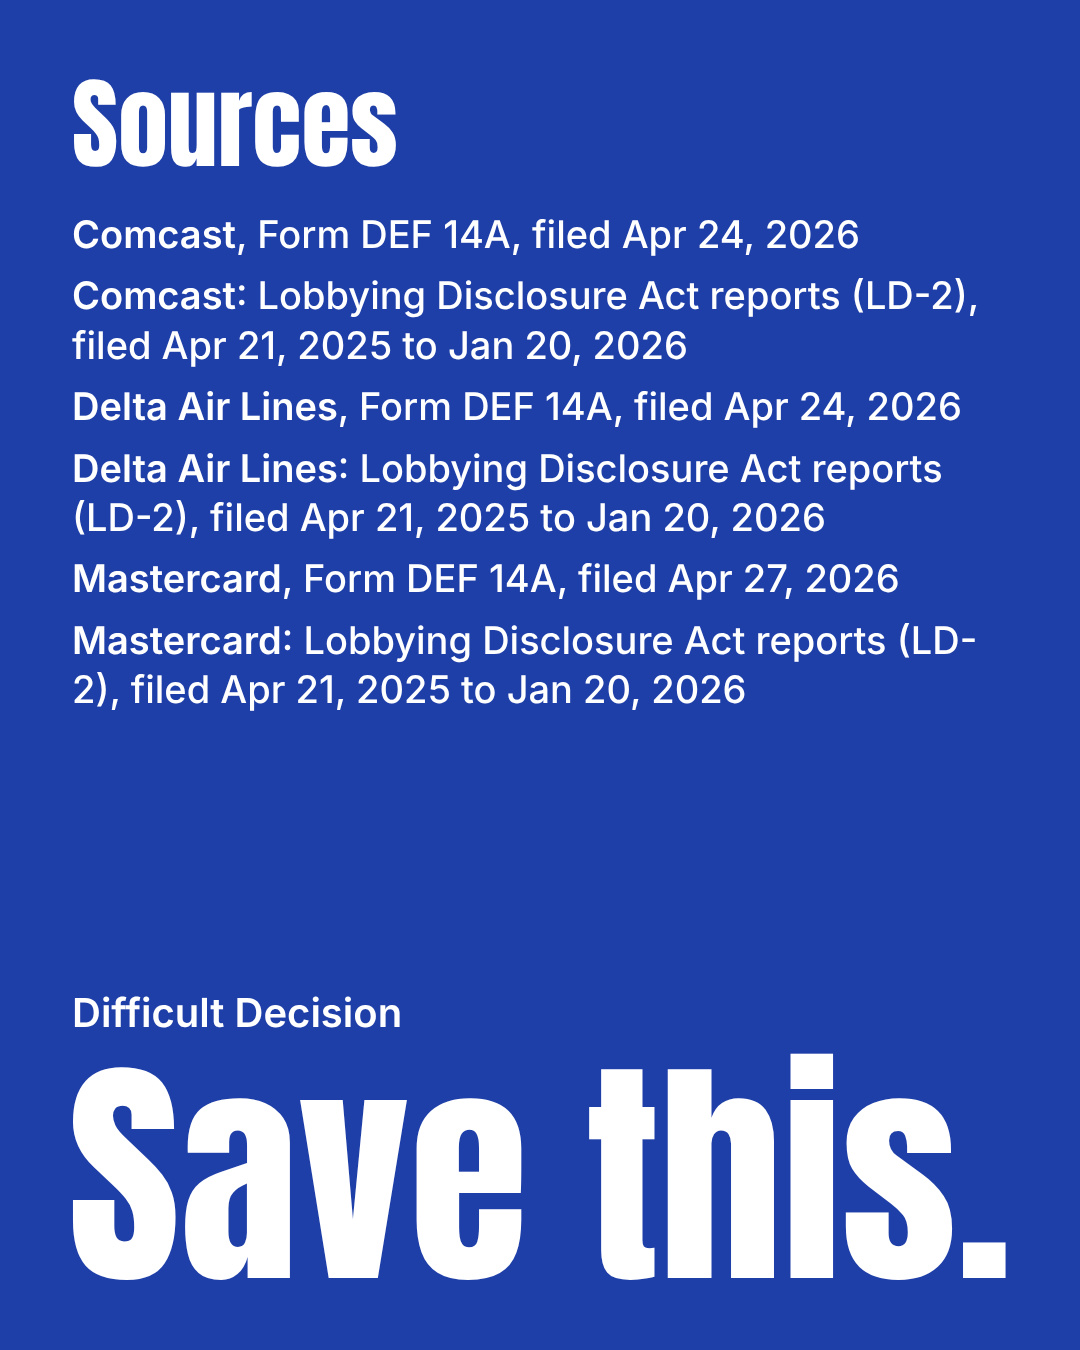 Sources
Comcast, Form DEF 14A, filed Apr 24, 2026
Comcast: Lobbying Disclosure Act reports (LD-2),
filed Apr 21, 2025 to Jan 20, 2026
Delta Air Lines, Form DEF 14A, filed Apr 24, 2026
Delta Air Lines: Lobbying Disclosure Act reports
(LD-2), filed Apr 21, 2025 to Jan 20, 2026
Mastercard, Form DEF 14A, filed Apr 27, 2026
Mastercard: Lobbying Disclosure Act reports (LD-
2), filed Apr 21, 2025 to Jan 20, 2026
Difficult Decision
Save this.